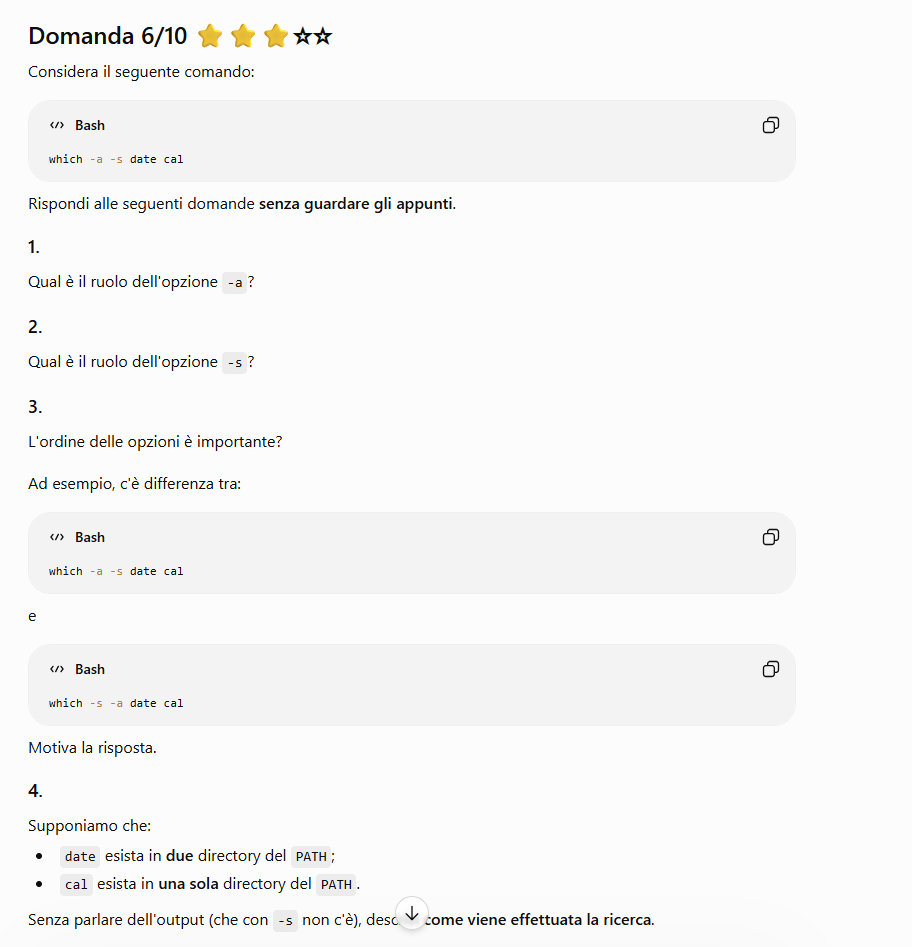 Domanda 6/10 ⭐⭐⭐☆☆
Considera il seguente comando:
</> Bash
which -a -s date cal
Rispondi alle seguenti domande senza guardare gli appunti.
1.
Qual è il ruolo dell'opzione -a?
2.
Qual è il ruolo dell'opzione -s?
3.
L'ordine delle opzioni è importante?
Ad esempio, c'è differenza tra:
</> Bash
which -a -s date cal
e
</> Bash
which -s -a date cal
Motiva la risposta.
4.
Supponiamo che:
• date esista in due directory del PATH;
• cal esista in una sola directory del PATH.
Senza parlare dell'output (che con -s non c'è), come viene effettuata la ricerca.